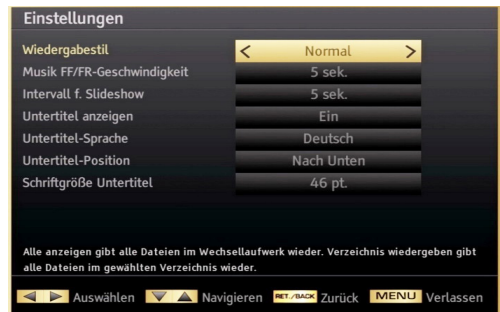 Einstellungen
Wiedergabestil < Normal >
Musik FF/FR-Geschwindigkeit 5 sek.
Intervall f. Slideshow 5 sek.
Untertitel anzeigen Ein
Untertitel-Sprache Deutsch
Untertitel-Position Nach Unten
Schriftgröße Untertitel 46 pt.
Alle anzeigen gibt alle Dateien im Wechsellaufwerk wieder. Verzeichnis wiedergeben gibt
alle Dateien im gewählten Verzeichnis wieder.
Auswählen Navigieren RET./BACK Zurück MENU Verlassen